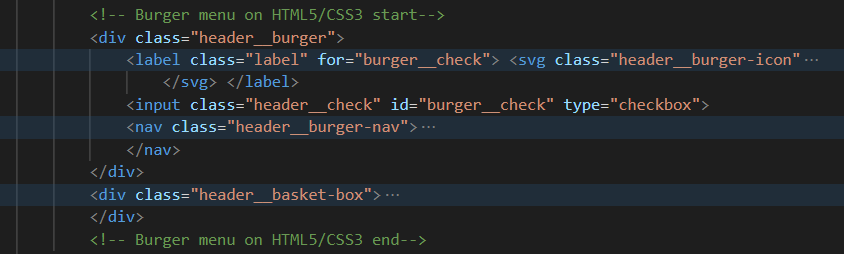 <!-- Burger menu on HTML5/CSS3 start-->
<div class="header__burger">
<label class="label" for="burger__check"> <svg class="header__burger-icon"…
</svg> </label>
<input class="header__check" id="burger__check" type="checkbox">
<nav class="header__burger-nav">…
</nav>
</div>
<div class="header__basket-box">…
</div>
<!-- Burger menu on HTML5/CSS3 end-->